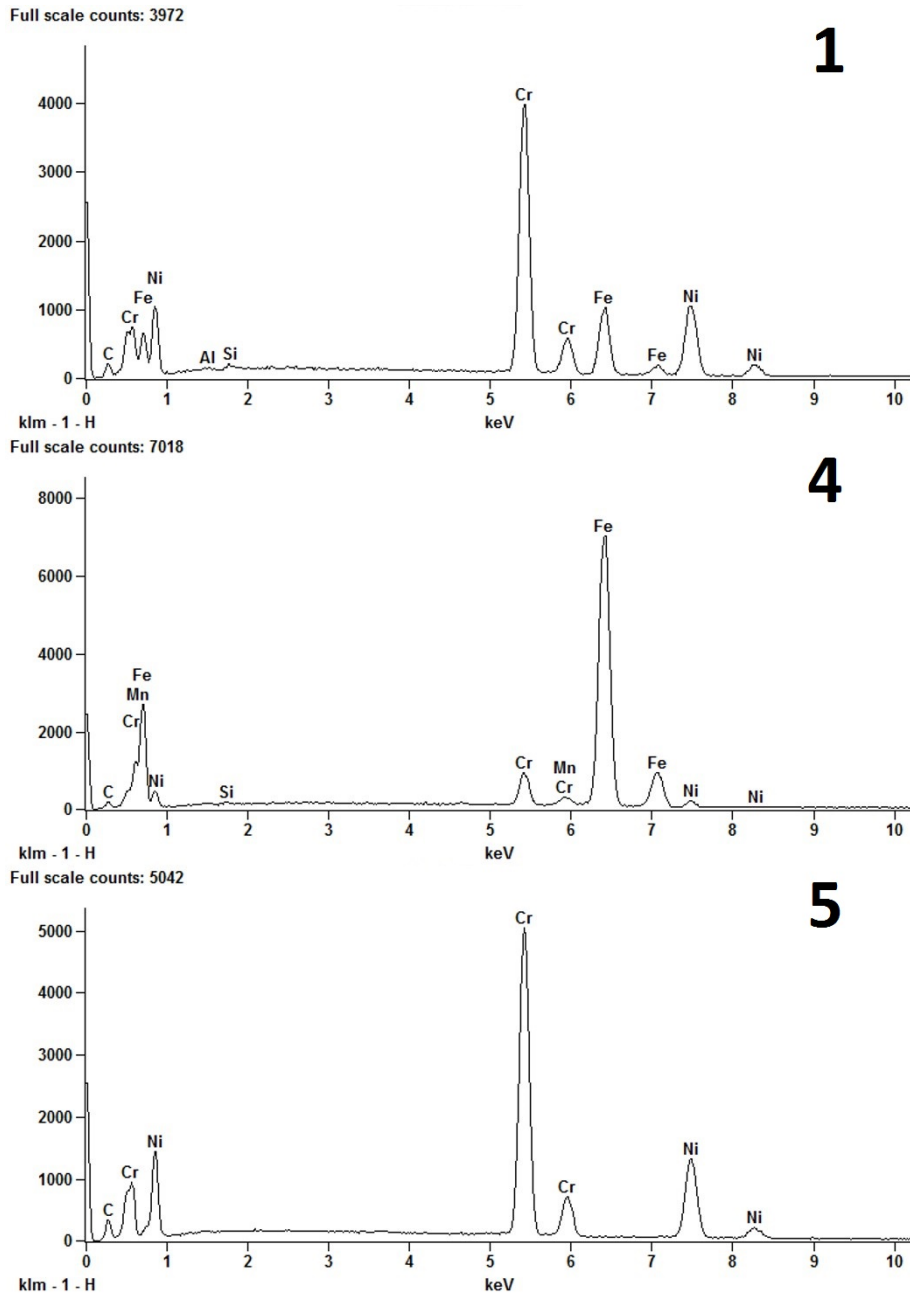 Full scale counts: 3972
1
4000
3000
2000
1000
0
C
Cr
Fe
Ni
Al
Si
Cr
Cr
Fe
Fe
Ni
Ni
0 1 2 3 4 5 6 7 8 9 10
klm - 1 - H
keV
Full scale counts: 7018
4
8000
6000
4000
2000
0
C
Cr
Mn
Fe
Ni
Si
Cr
Mn
Cr
Fe
Fe
Ni
Ni
0 1 2 3 4 5 6 7 8 9 10
klm - 1 - H
keV
Full scale counts: 5042
5
5000
4000
3000
2000
1000
0
C
Cr
Ni
Cr
Cr
Ni
Ni
0 1 2 3 4 5 6 7 8 9 10
klm - 1 - H
keV